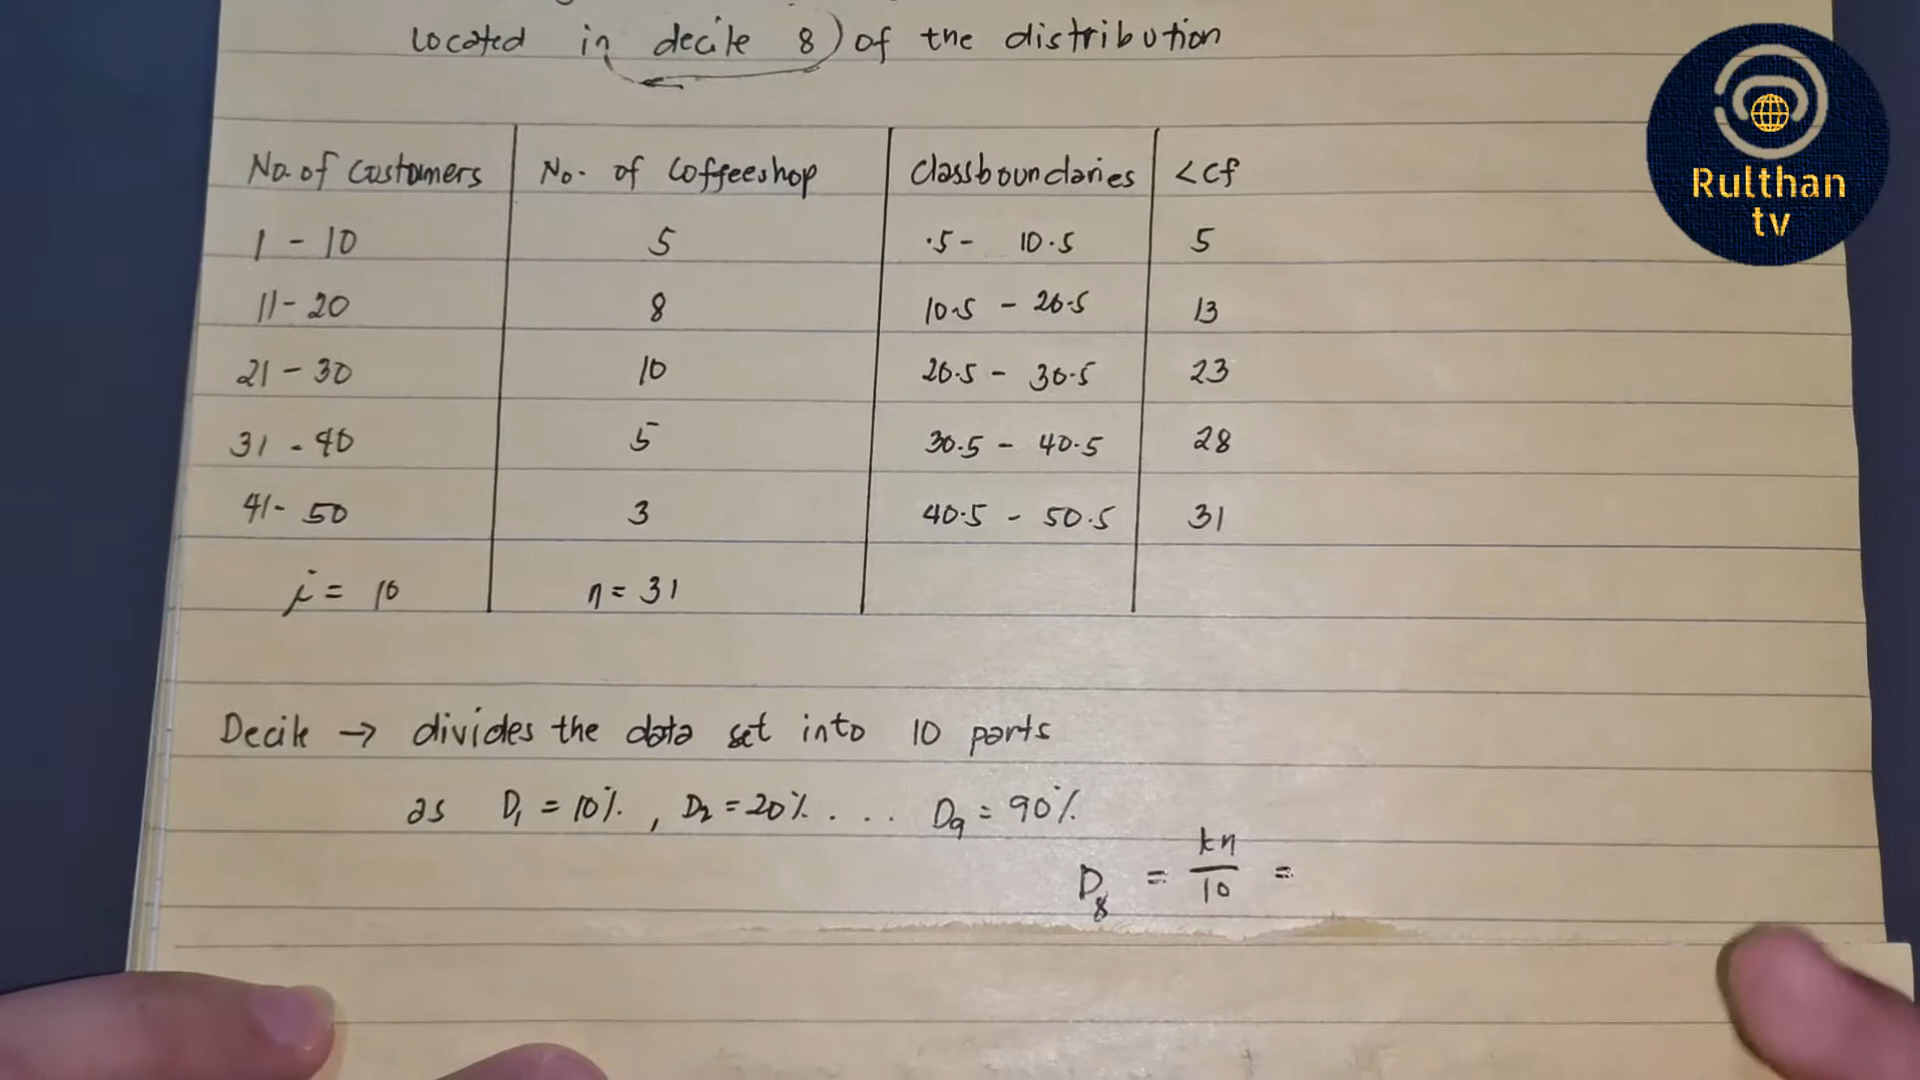 located in decile 8) of the distribution
Rulthan
tv
No. of Customers No. of Coffeeshop Classboundaries <cf
1 - 10 5 .5 - 10.5 5
11 - 20 8 10.5 - 20.5 13
21 - 30 10 20.5 - 30.5 23
31 - 40 5 30.5 - 40.5 28
41 - 50 3 40.5 - 50.5 31
i = 10 n = 31
Decile → divides the data set into 10 parts
as D1 = 10%, D2 = 20% . . . . D9 = 90%
D8 = kn/10 =